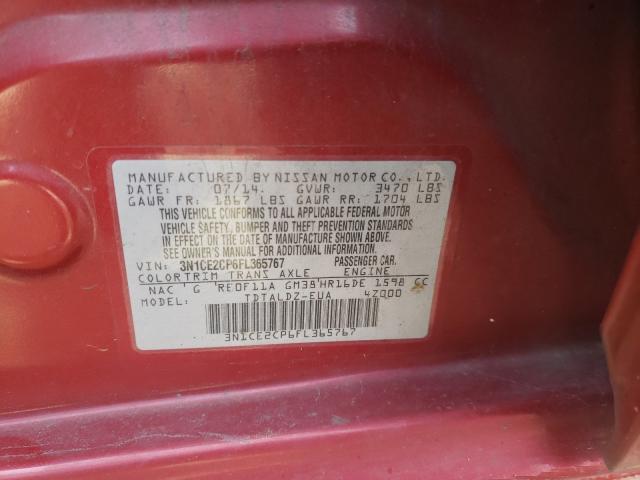 MANUFACTURED BY NISSAN MOTOR CO., LTD.
DATE: 07/14. GVWR: 3470 LBS
GAWR FR: 1867 LBS GAWR RR: 1704 LBS
THIS VEHICLE CONFORMS TO ALL APPLICABLE FEDERAL MOTOR
VEHICLE SAFETY, BUMPER AND THEFT PREVENTION STANDARDS
IN EFFECT ON THE DATE OF MANUFACTURE SHOWN ABOVE.
SEE OWNER'S MANUAL FOR ADDITIONAL INFORMATION
VIN: 3N1CE2CP6FL365767 PASSENGER CAR.
COLOR TRIM TRANS AXLE ENGINE
NAC G RE0F11A GM38 HR16DE 1598 CC
MODEL: TDTALDZ-EUA 4Z000
3N1CE2CP6FL365767